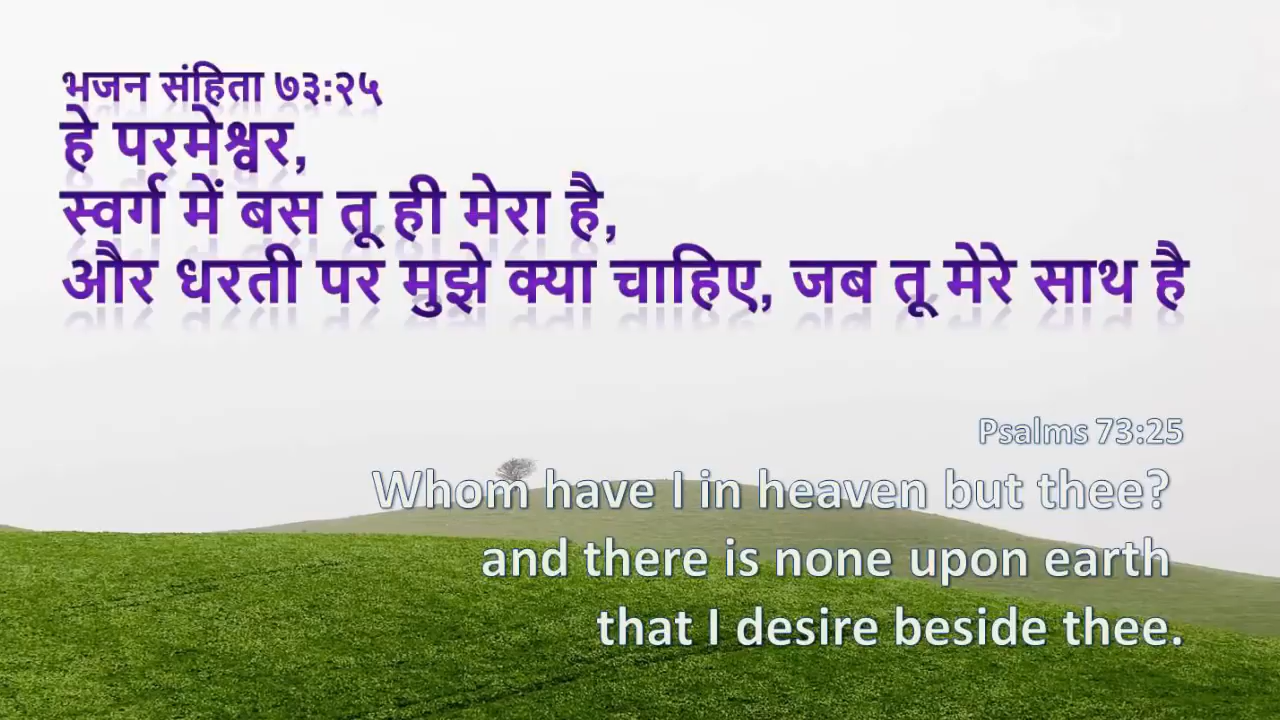 भजन संहिता ७३:२५
हे परमेश्वर,
स्वर्ग में बस तू ही मेरा है,
और धरती पर मुझे क्या चाहिए, जब तू मेरे साथ है
Psalms 73:25
Whom have I in heaven but thee?
and there is none upon earth
that I desire beside thee.